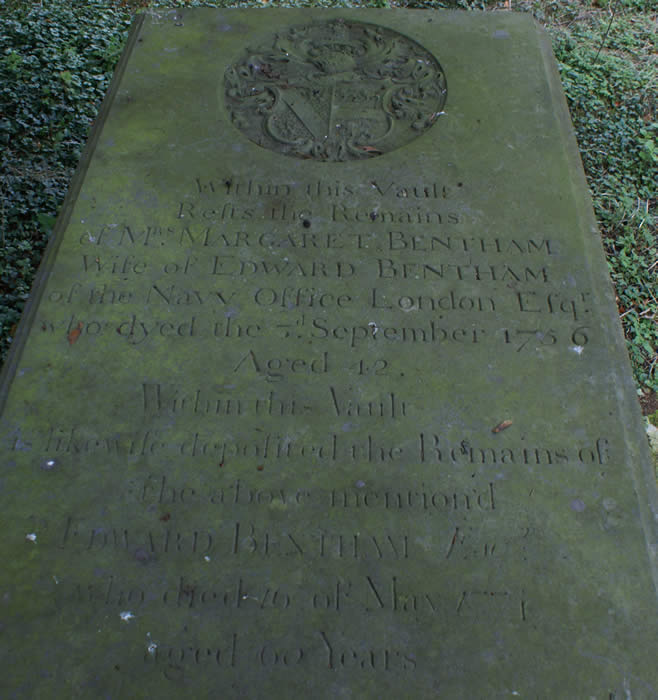 Within this Vault
Reſts the Remains
of Mrs MARGARET BENTHAM
Wife of EDWARD BENTHAM
of the Navy Office London Eſqr
who dyed the 3d September 1756
Aged 42.
Within this Vault
is likewiſe depoſited the Remains of
the above mention'd
EDWARD BENTHAM Eſqr
who died 16 of May
aged 60 Years